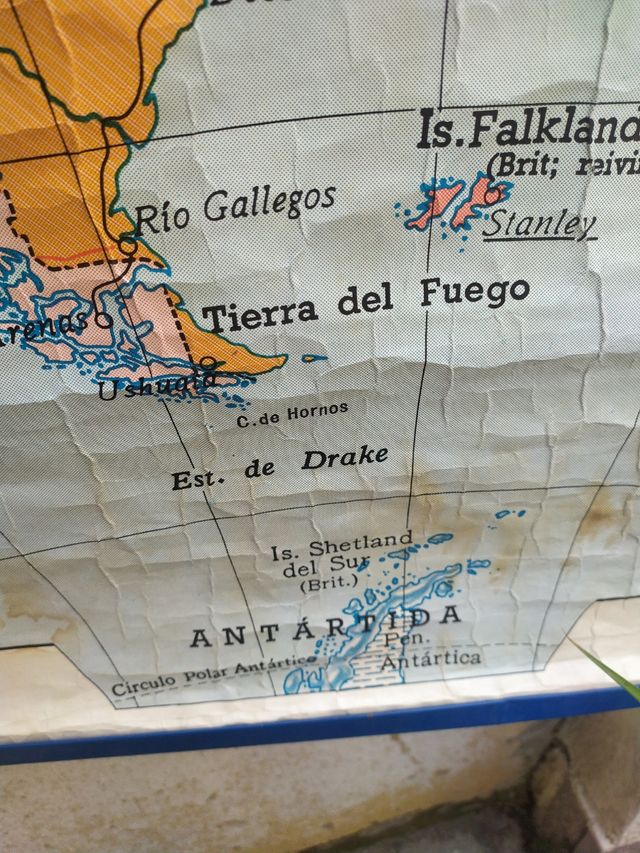 Is. Falkland
(Brit; reivi
Río Gallegos
Stanley
Tierra del Fuego
renas
Ushuaia
C. de Hornos
Est. de Drake
Is. Shetland
del Sur
(Brit.)
ANTÁRTIDA
Pen.
Antártica
Circulo Polar Antártico